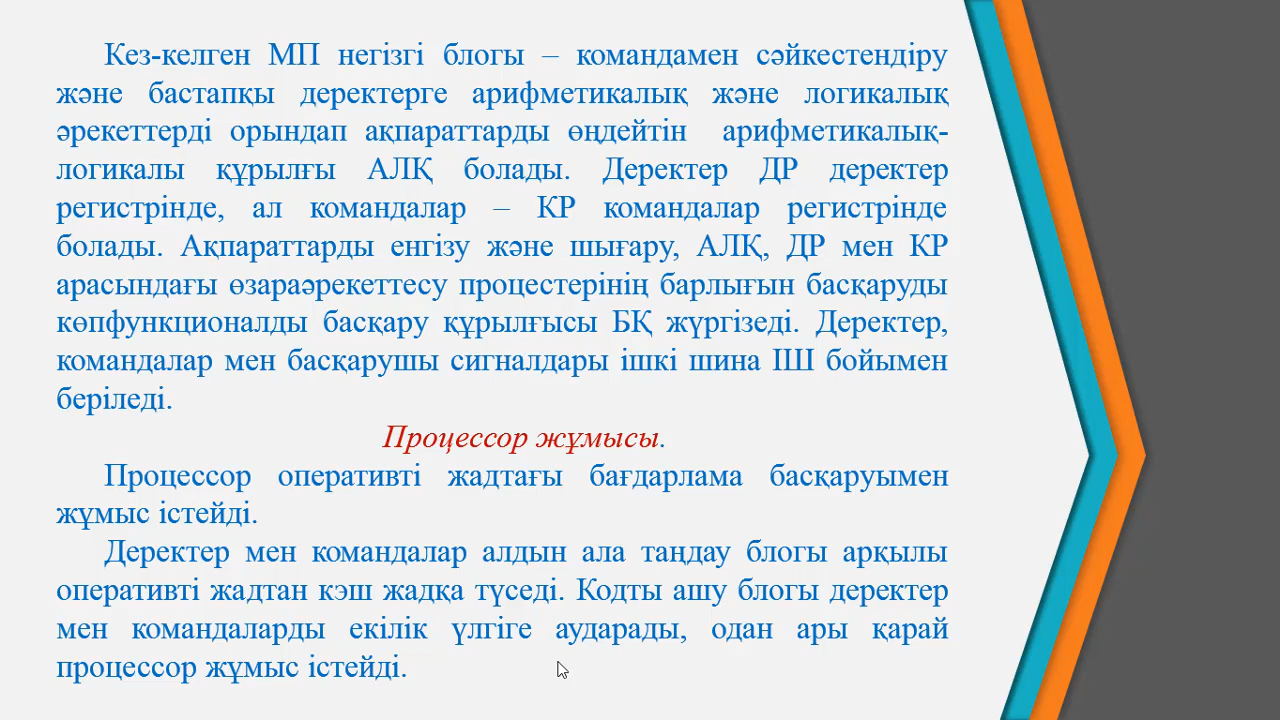 Кез-келген МП негізгі блогы – командамен сәйкестендіру
және бастапқы деректерге арифметикалық және логикалық
әрекеттерді орындап ақпараттарды өңдейтін арифметикалық-
логикалы құрылғы АЛҚ болады. Деректер ДР деректер
регистрінде, ал командалар – КР командалар регистрінде
болады. Ақпараттарды енгізу және шығару, АЛҚ, ДР мен КР
арасындағы өзараәрекеттесу процестерінің барлығын басқаруды
көпфункционалды басқару құрылғысы БҚ жүргізеді. Деректер,
командалар мен басқарушы сигналдары ішкі шина ІШ бойымен
беріледі.
Процессор жұмысы.
Процессор оперативті жадтағы бағдарлама басқаруымен
жұмыс істейді.
Деректер мен командалар алдын ала таңдау блогы арқылы
оперативті жадтан кэш жадқа түседі. Кодты ашу блогы деректер
мен командаларды екілік үлгіге аударады, одан ары қарай
процессор жұмыс істейді.